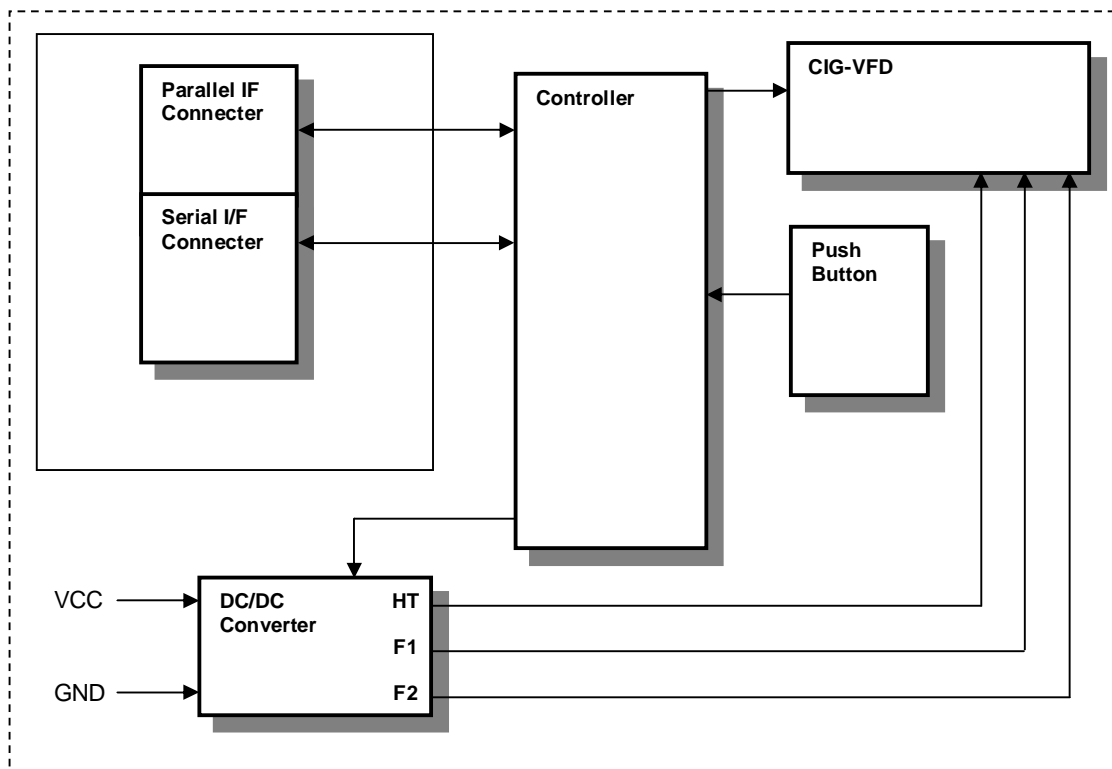 Parallel IF
Connecter
Serial I/F
Connecter
Controller
CIG-VFD
Push
Button
VCC
GND
DC/DC
Converter
HT
F1
F2